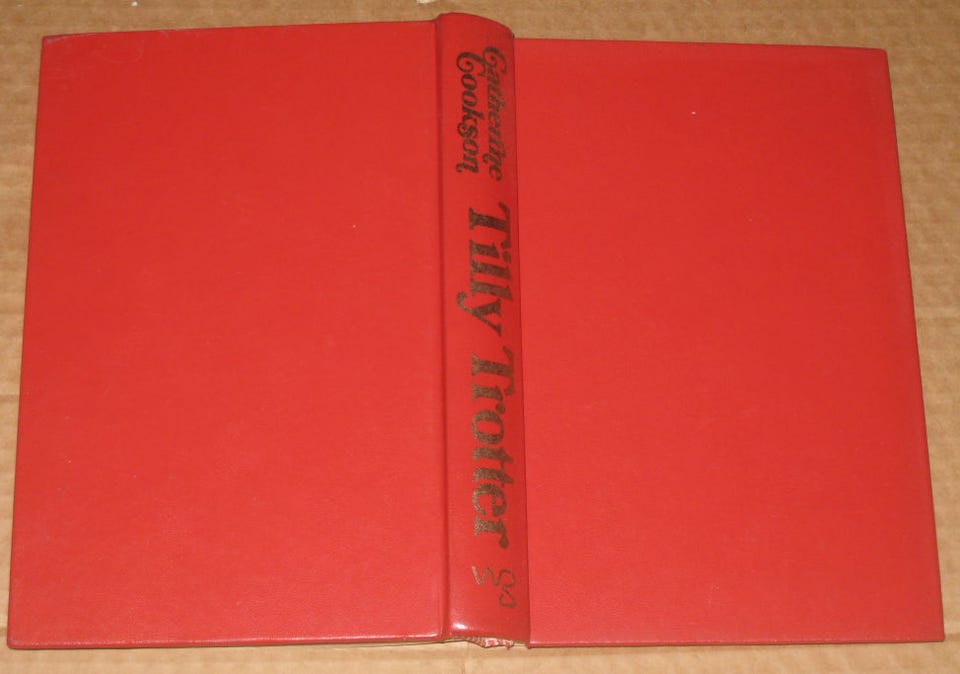 Catherine
Cookson
Tilly Trotter